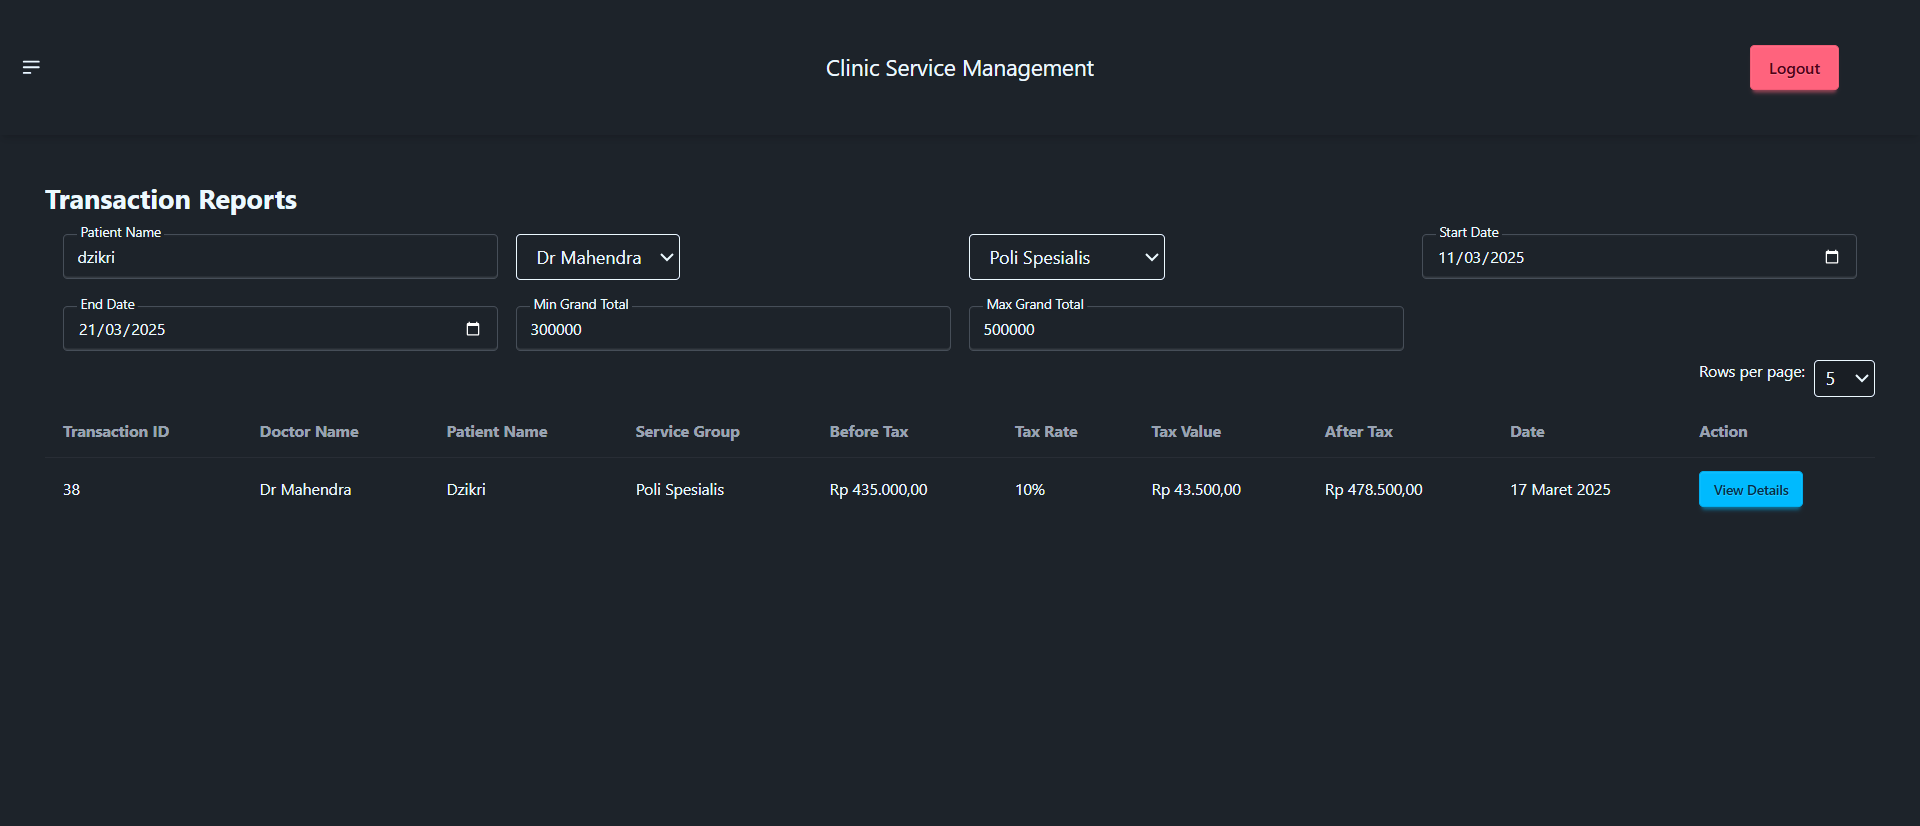 Clinic Service Management
Logout
Transaction Reports
Patient Name
dzikri
Dr Mahendra
Poli Spesialis
Start Date
11/03/2025
End Date
21/03/2025
Min Grand Total
300000
Max Grand Total
500000
Rows per page: 5
Transaction ID Doctor Name Patient Name Service Group Before Tax Tax Rate Tax Value After Tax Date Action
38 Dr Mahendra Dzikri Poli Spesialis Rp 435.000,00 10% Rp 43.500,00 Rp 478.500,00 17 Maret 2025 View Details